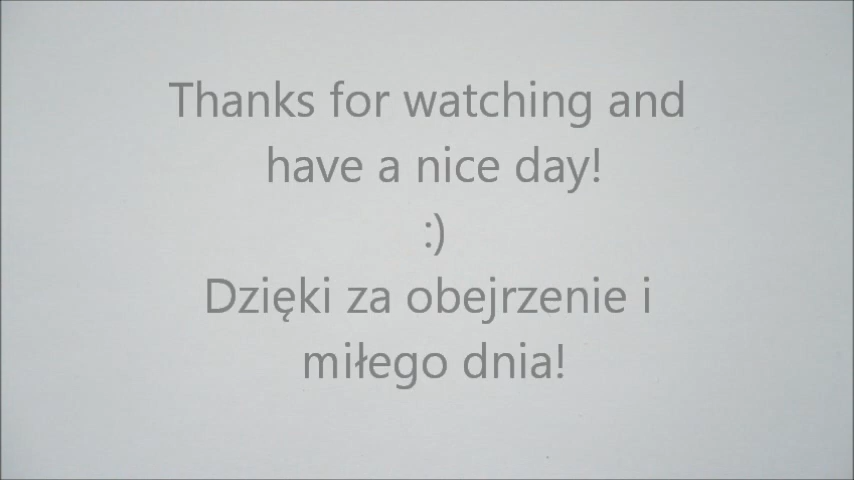 Thanks for watching and
have a nice day!
:)
Dzięki za obejrzenie i
miłego dnia!